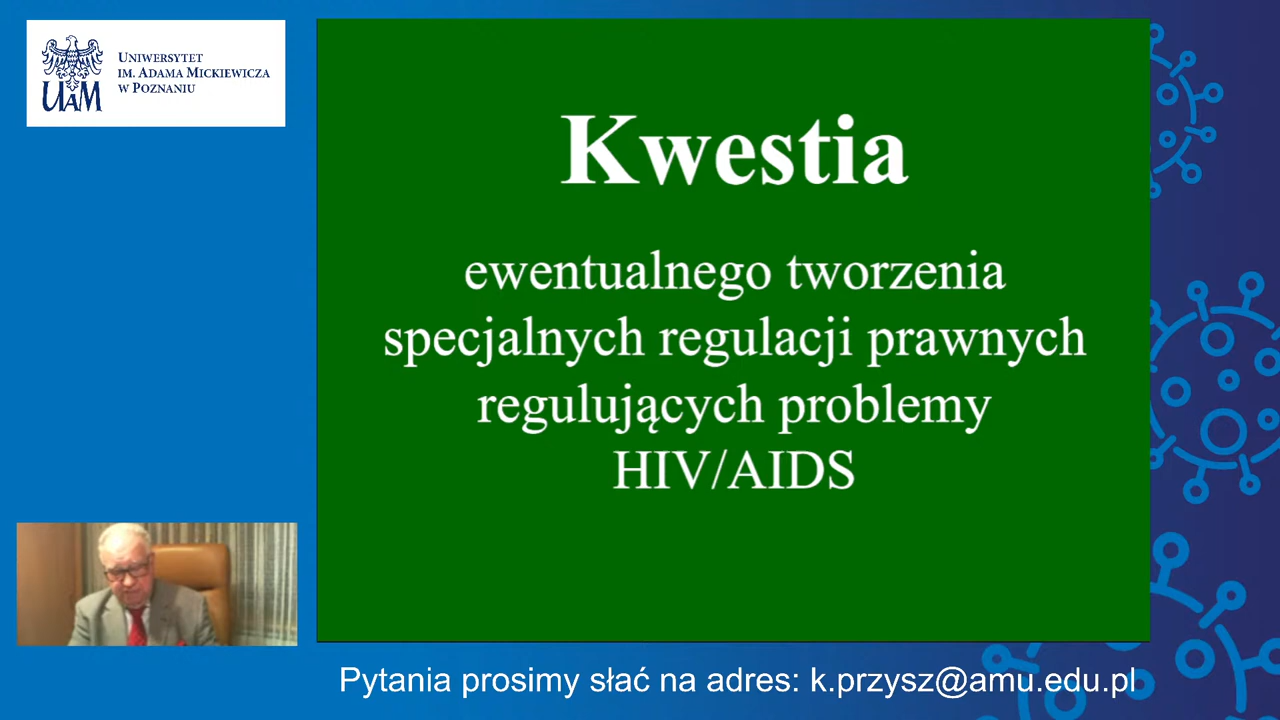 UNIWERSYTET
IM. ADAMA MICKIEWICZA
W POZNANIU
UAM
Kwestia
ewentualnego tworzenia
specjalnych regulacji prawnych
regulujących problemy
HIV/AIDS
Pytania prosimy słać na adres: k.przysz@amu.edu.pl